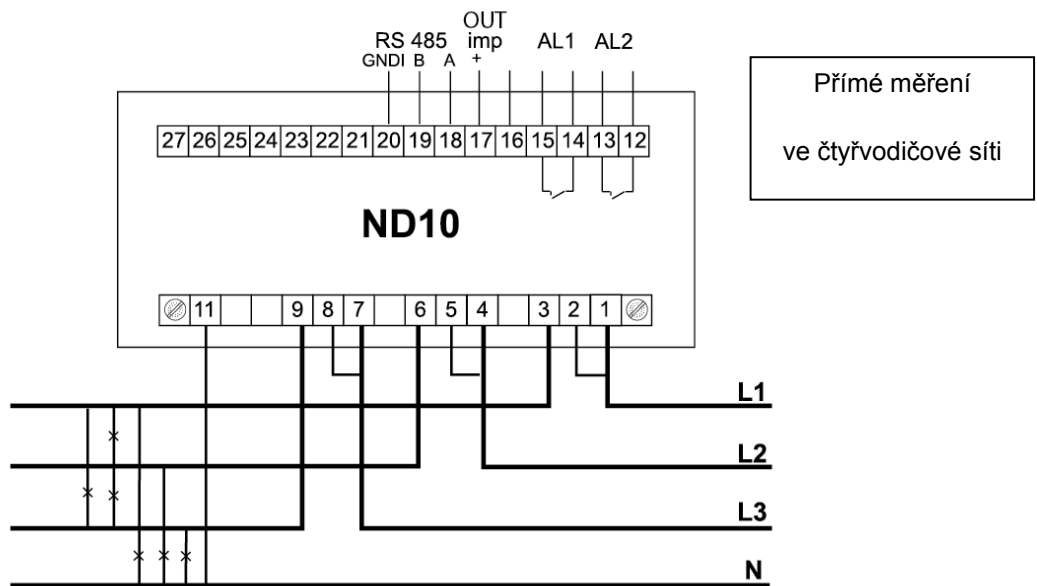 OUT
RS 485 imp AL1 AL2
GNDI B A +
Přímé měření
ve čtyřvodičové síti
27 26 25 24 23 22 21 20 19 18 17 16 15 14 13 12
ND10
11 9 8 7 6 5 4 3 2 1
L1
L2
L3
N